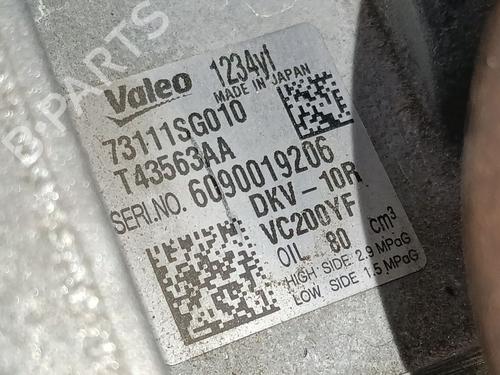 B-PARTS
Valeo 1234yf
MADE IN JAPAN
73111SG010
T43563AA
SERI.NO. 6090019206
DKV-10R
VC200YF
OIL 80 cm³
HIGH SIDE 2.9 MPaG
LOW SIDE 1.5 MPaG